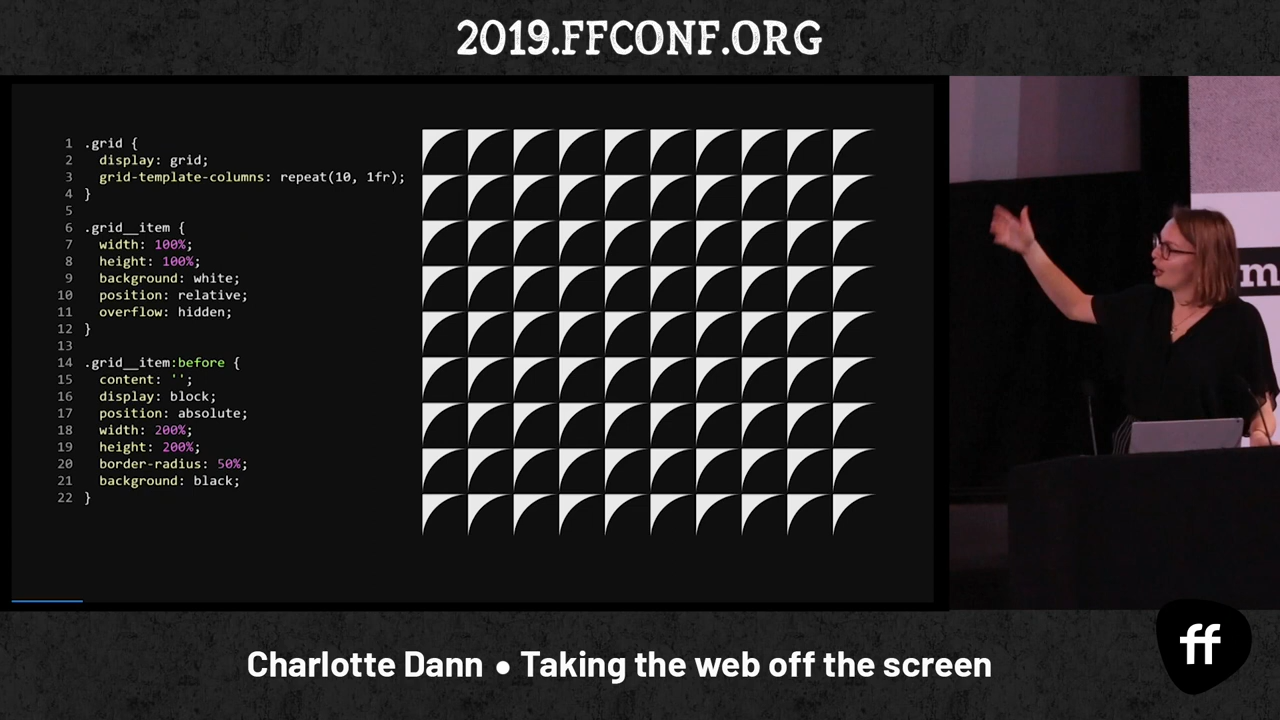 2019.FFCONF.ORG
1 .grid {
2 display: grid;
3 grid-template-columns: repeat(10, 1fr);
4 }
5
6 .grid__item {
7 width: 100%;
8 height: 100%;
9 background: white;
10 position: relative;
11 overflow: hidden;
12 }
13
14 .grid__item:before {
15 content: '';
16 display: block;
17 position: absolute;
18 width: 200%;
19 height: 200%;
20 border-radius: 50%;
21 background: black;
22 }
m
Charlotte Dann • Taking the web off the screen
ff